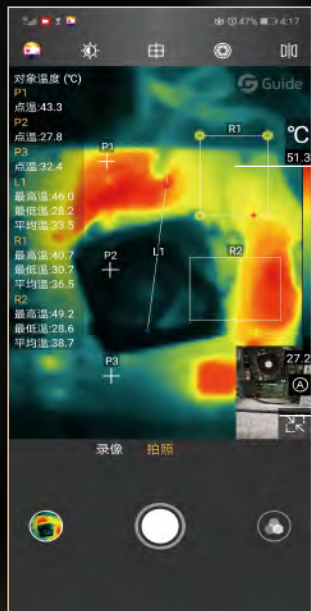 47% 4:17
对象温度 (℃)
P1
点温:43.3
P2
点温:27.8
P3
点温:32.4
L1
最高温:46.0
最低温:28.2
平均温:33.5
R1
最高温:40.7
最低温:30.7
平均温:36.5
R2
最高温:49.2
最低温:28.6
平均温:38.7
Guide
℃
51.3
P1
R1
P2
L1
R2
P3
27.2
A
录像 拍照